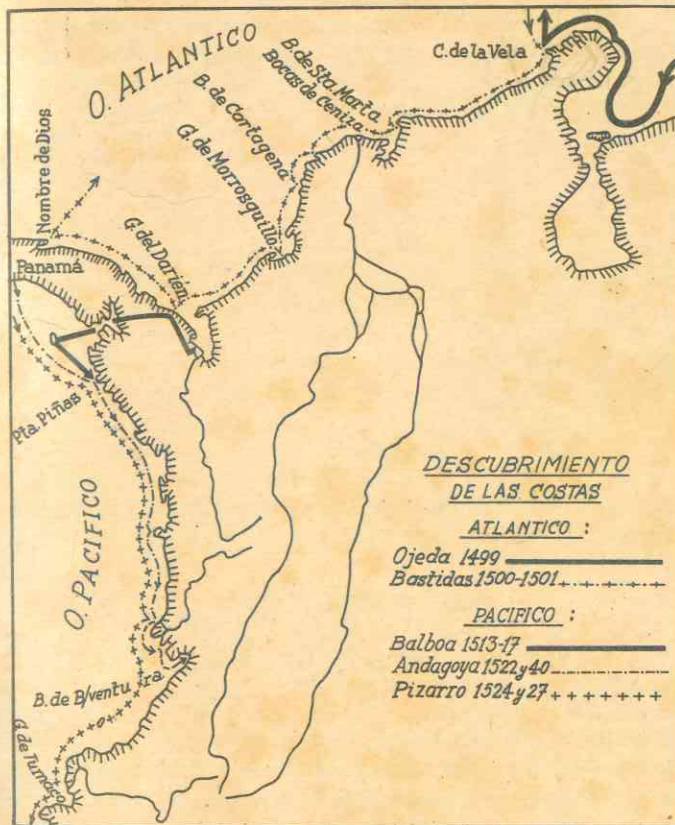 O. ATLANTICO
C. de la Vela
B. de Sta. Marta
Bocas de Ceniza
B. de Cartagena
G. de Morrosquillo
Nombre de Dios
G. del Darien
Panamá
Pta. Piñas
O. PACIFICO
B. de B/ventura
G. de Tumaco
DESCUBRIMIENTO
DE LAS COSTAS
ATLANTICO :
Ojeda 1499
Bastidas 1500-1501
PACIFICO :
Balboa 1513-17
Andagoya 1522 y 40
Pizarro 1524 y 27